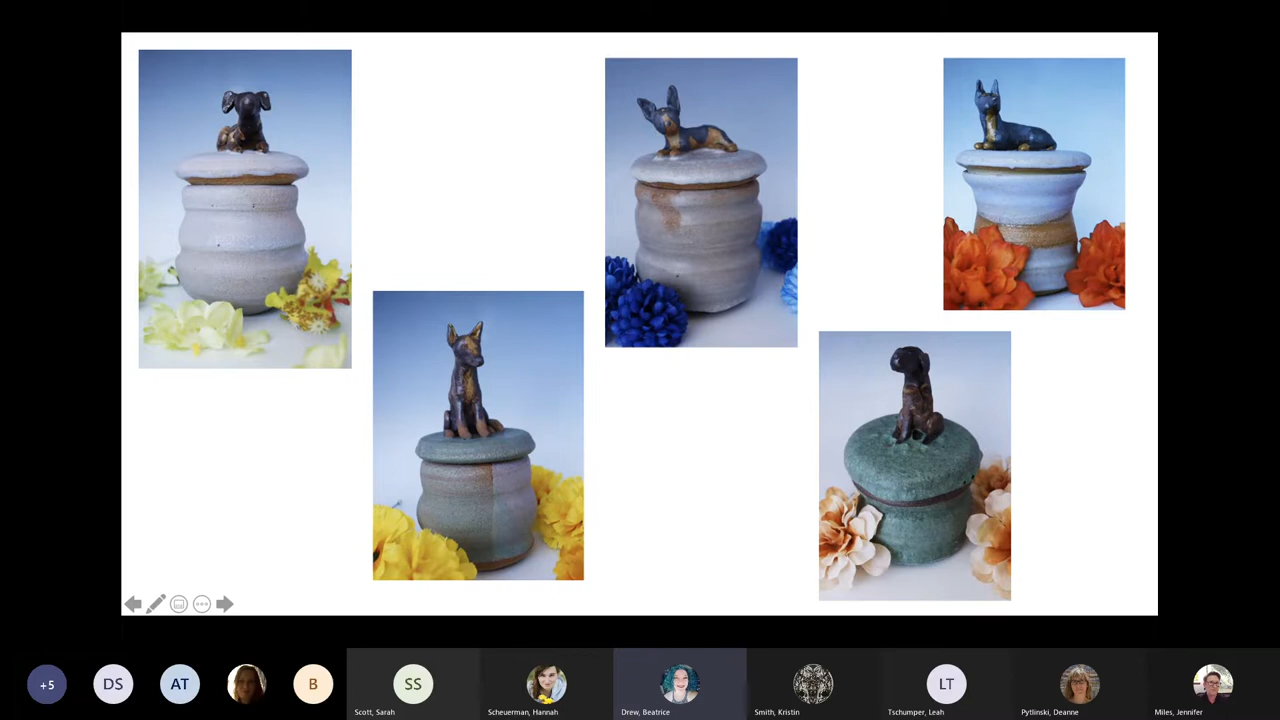 +5
DS
AT
B
SS
Scott, Sarah
Scheuerman, Hannah
Drew, Beatrice
Smith, Kristin
LT
Tschumper, Leah
Pytlinski, Deanne
Miles, Jennifer